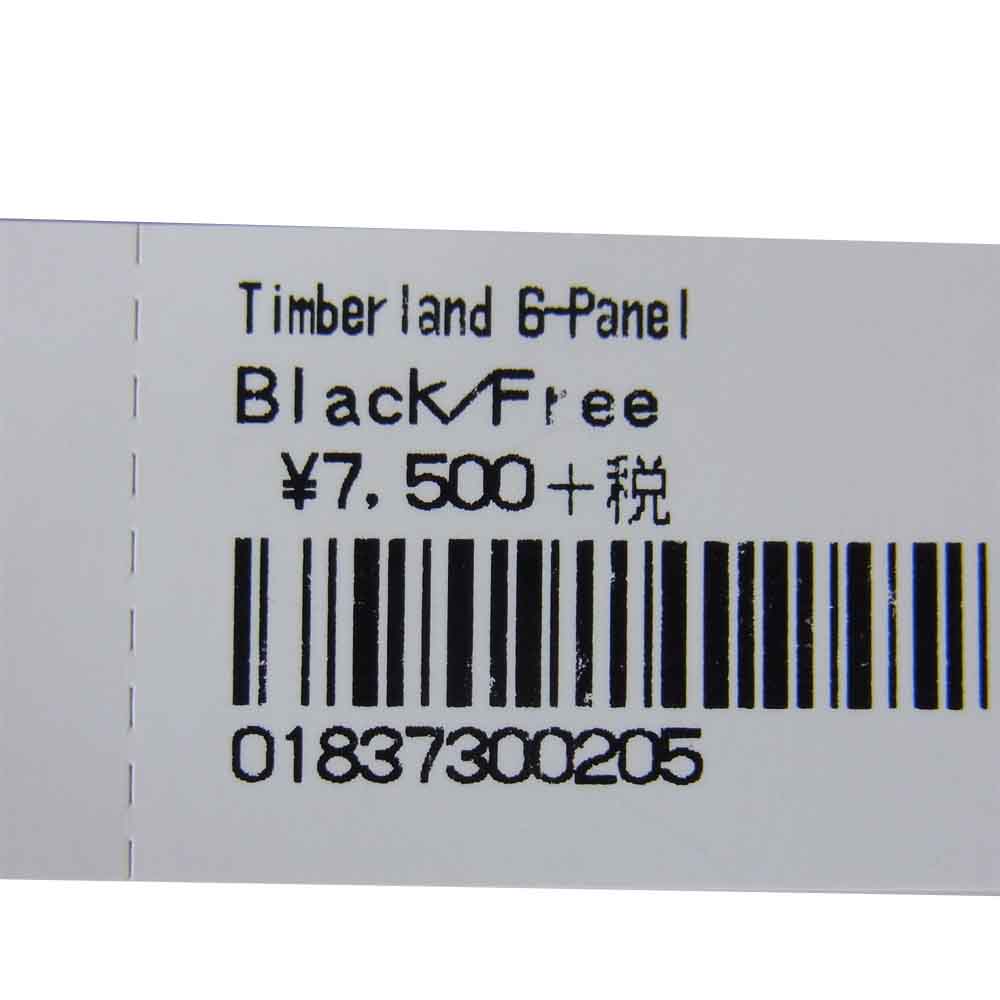 Timberland 6-Panel
Black/Free
¥7,500+税
01837300205